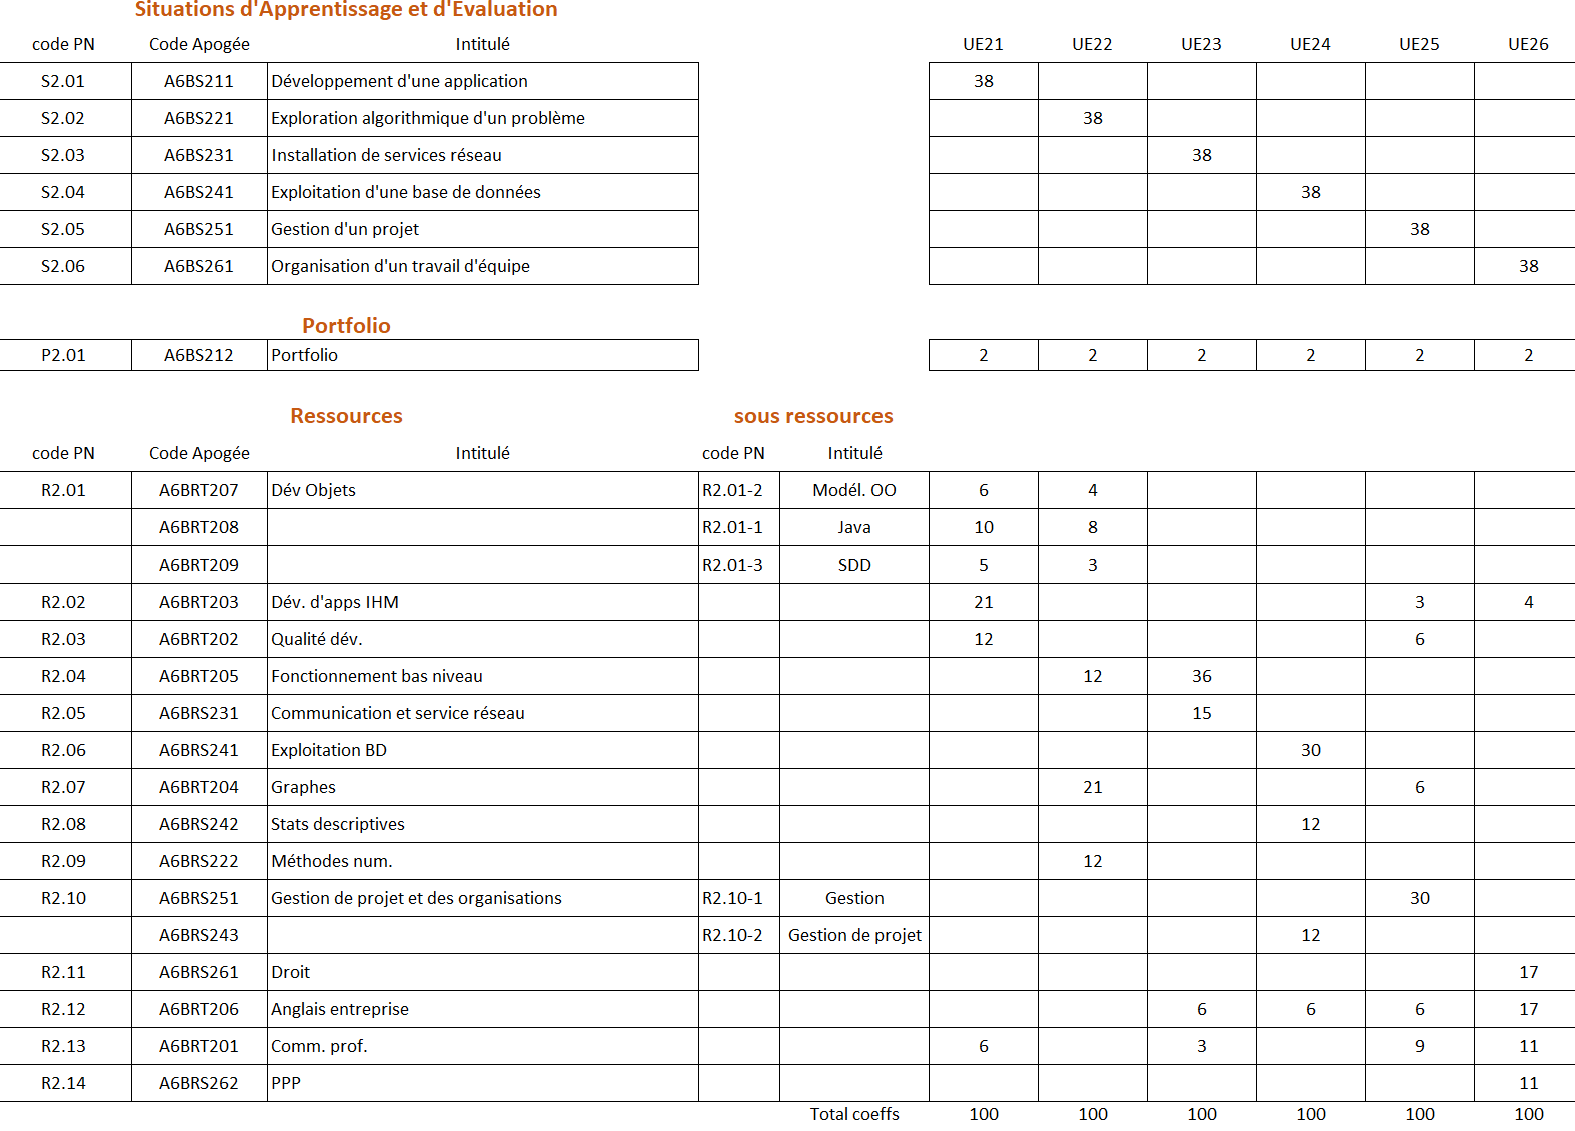 Situations d'Apprentissage et d'Evaluation
code PN Code Apogée Intitulé UE21 UE22 UE23 UE24 UE25 UE26
S2.01 A6BS211 Développement d'une application 38
S2.02 A6BS221 Exploration algorithmique d'un problème 38
S2.03 A6BS231 Installation de services réseau 38
S2.04 A6BS241 Exploitation d'une base de données 38
S2.05 A6BS251 Gestion d'un projet 38
S2.06 A6BS261 Organisation d'un travail d'équipe 38
Portfolio
P2.01 A6BS212 Portfolio 2 2 2 2 2 2
Ressources sous ressources
code PN Code Apogée Intitulé code PN Intitulé
R2.01 A6BRT207 Dév Objets R2.01-2 Modél. OO 6 4
A6BRT208 R2.01-1 Java 10 8
A6BRT209 R2.01-3 SDD 5 3
R2.02 A6BRT203 Dév. d'apps IHM 21 3 4
R2.03 A6BRT202 Qualité dév. 12 6
R2.04 A6BRT205 Fonctionnement bas niveau 12 36
R2.05 A6BRS231 Communication et service réseau 15
R2.06 A6BRS241 Exploitation BD 30
R2.07 A6BRT204 Graphes 21 6
R2.08 A6BRS242 Stats descriptives 12
R2.09 A6BRS222 Méthodes num. 12
R2.10 A6BRS251 Gestion de projet et des organisations R2.10-1 Gestion 30
A6BRS243 R2.10-2 Gestion de projet 12
R2.11 A6BRS261 Droit 17
R2.12 A6BRT206 Anglais entreprise 6 6 6 17
R2.13 A6BRT201 Comm. prof. 6 3 9 11
R2.14 A6BRS262 PPP 11
Total coeffs 100 100 100 100 100 100